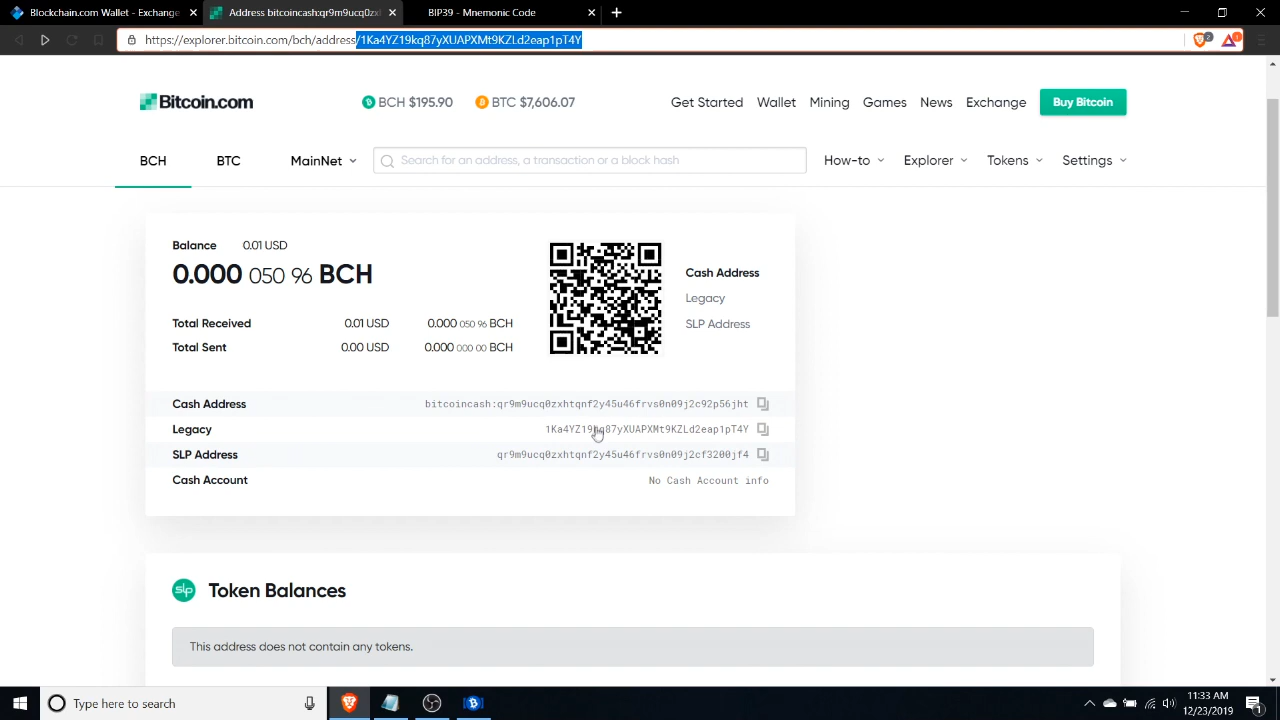 Blockchain.com Wallet - Exchange
Address bitcoincash:qr9m9ucq0zxl
BIP39 - Mnemonic Code
https://explorer.bitcoin.com/bch/address/1Ka4YZ19kq87yXUAPXMt9KZLd2eap1pT4Y
2
1
Bitcoin.com
BCH $195.90
BTC $7,606.07
Get Started
Wallet
Mining
Games
News
Exchange
Buy Bitcoin
BCH
BTC
MainNet
Search for an address, a transaction or a block hash
How-to
Explorer
Tokens
Settings
Balance 0.01 USD
0.000 050 96 BCH
Total Received 0.01 USD 0.000 050 96 BCH
Total Sent 0.00 USD 0.000 000 00 BCH
Cash Address
Legacy
SLP Address
Cash Address bitcoincash:qr9m9ucq0zxhtqnf2y45u46frvs0n09j2c92p56jht
Legacy 1Ka4YZ19kq87yXUAPXMt9KZLd2eap1pT4Y
SLP Address qr9m9ucq0zxhtqnf2y45u46frvs0n09j2cf3200jf4
Cash Account No Cash Account info
slp
Token Balances
This address does not contain any tokens.
Type here to search
11:33 AM
12/23/2019
1